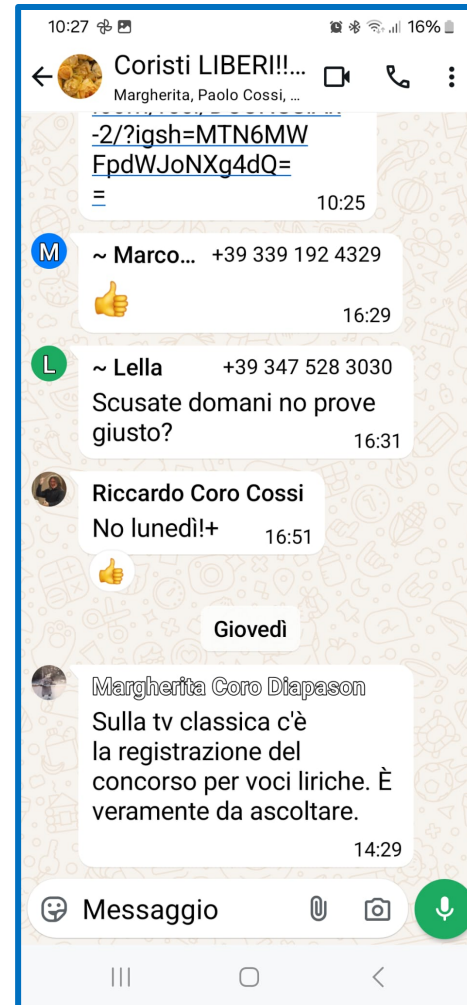 10:27 16%
Coristi LIBERI!!...
Margherita, Paolo Cossi, ...
-2/?igsh=MTN6MW
FpdWJoNXg4dQ=
= 10:25
M ~ Marco... +39 339 192 4329
16:29
L ~ Lella +39 347 528 3030
Scusate domani no prove
giusto? 16:31
Riccardo Coro Cossi
No lunedì!+ 16:51
Giovedì
Margherita Coro Diapason
Sulla tv classica c'è
la registrazione del
concorso per voci liriche. È
veramente da ascoltare.
14:29
Messaggio